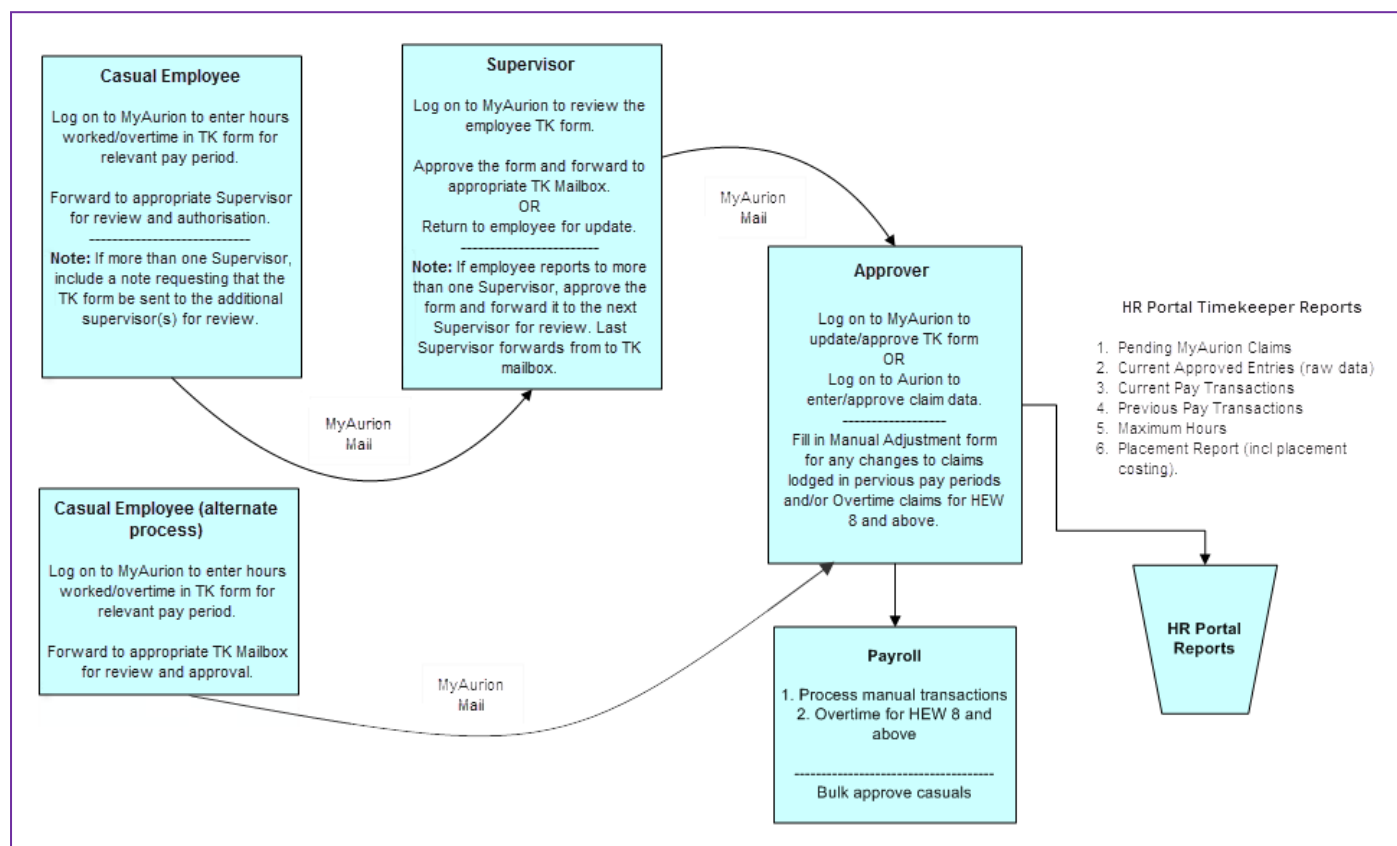 Casual Employee
Log on to MyAurion to enter hours
worked/overtime in TK form for
relevant pay period.
Forward to appropriate Supervisor
for review and authorisation.
----------------------------
Note: If more than one Supervisor,
include a note requesting that the
TK form be sent to the additional
supervisor(s) for review.
Supervisor
Log on to MyAurion to review the
employee TK form.
Approve the form and forward to
appropriate TK Mailbox.
OR
Return to employee for update.
------------------------
Note: If employee reports to more
than one Supervisor, approve the
form and forward it to the next
Supervisor for review. Last
Supervisor forwards from to TK
mailbox.
MyAurion
Mail
MyAurion
Mail
Approver
Log on to MyAurion to
update/approve TK form
OR
Log on to Aurion to
enter/approve claim data.
------------------
Fill in Manual Adjustment form
for any changes to claims
lodged in pervious pay periods
and/or Overtime claims for HEW
8 and above.
HR Portal Timekeeper Reports
1. Pending MyAurion Claims
2. Current Approved Entries (raw data)
3. Current Pay Transactions
4. Previous Pay Transactions
5. Maximum Hours
6. Placement Report (incl placement
costing).
Casual Employee (alternate
process)
Log on to MyAurion to enter hours
worked/overtime in TK form for
relevant pay period.
Forward to appropriate TK Mailbox
for review and approval.
MyAurion
Mail
Payroll
1. Process manual transactions
2. Overtime for HEW 8 and
above
-------------------------------------
Bulk approve casuals
HR Portal
Reports